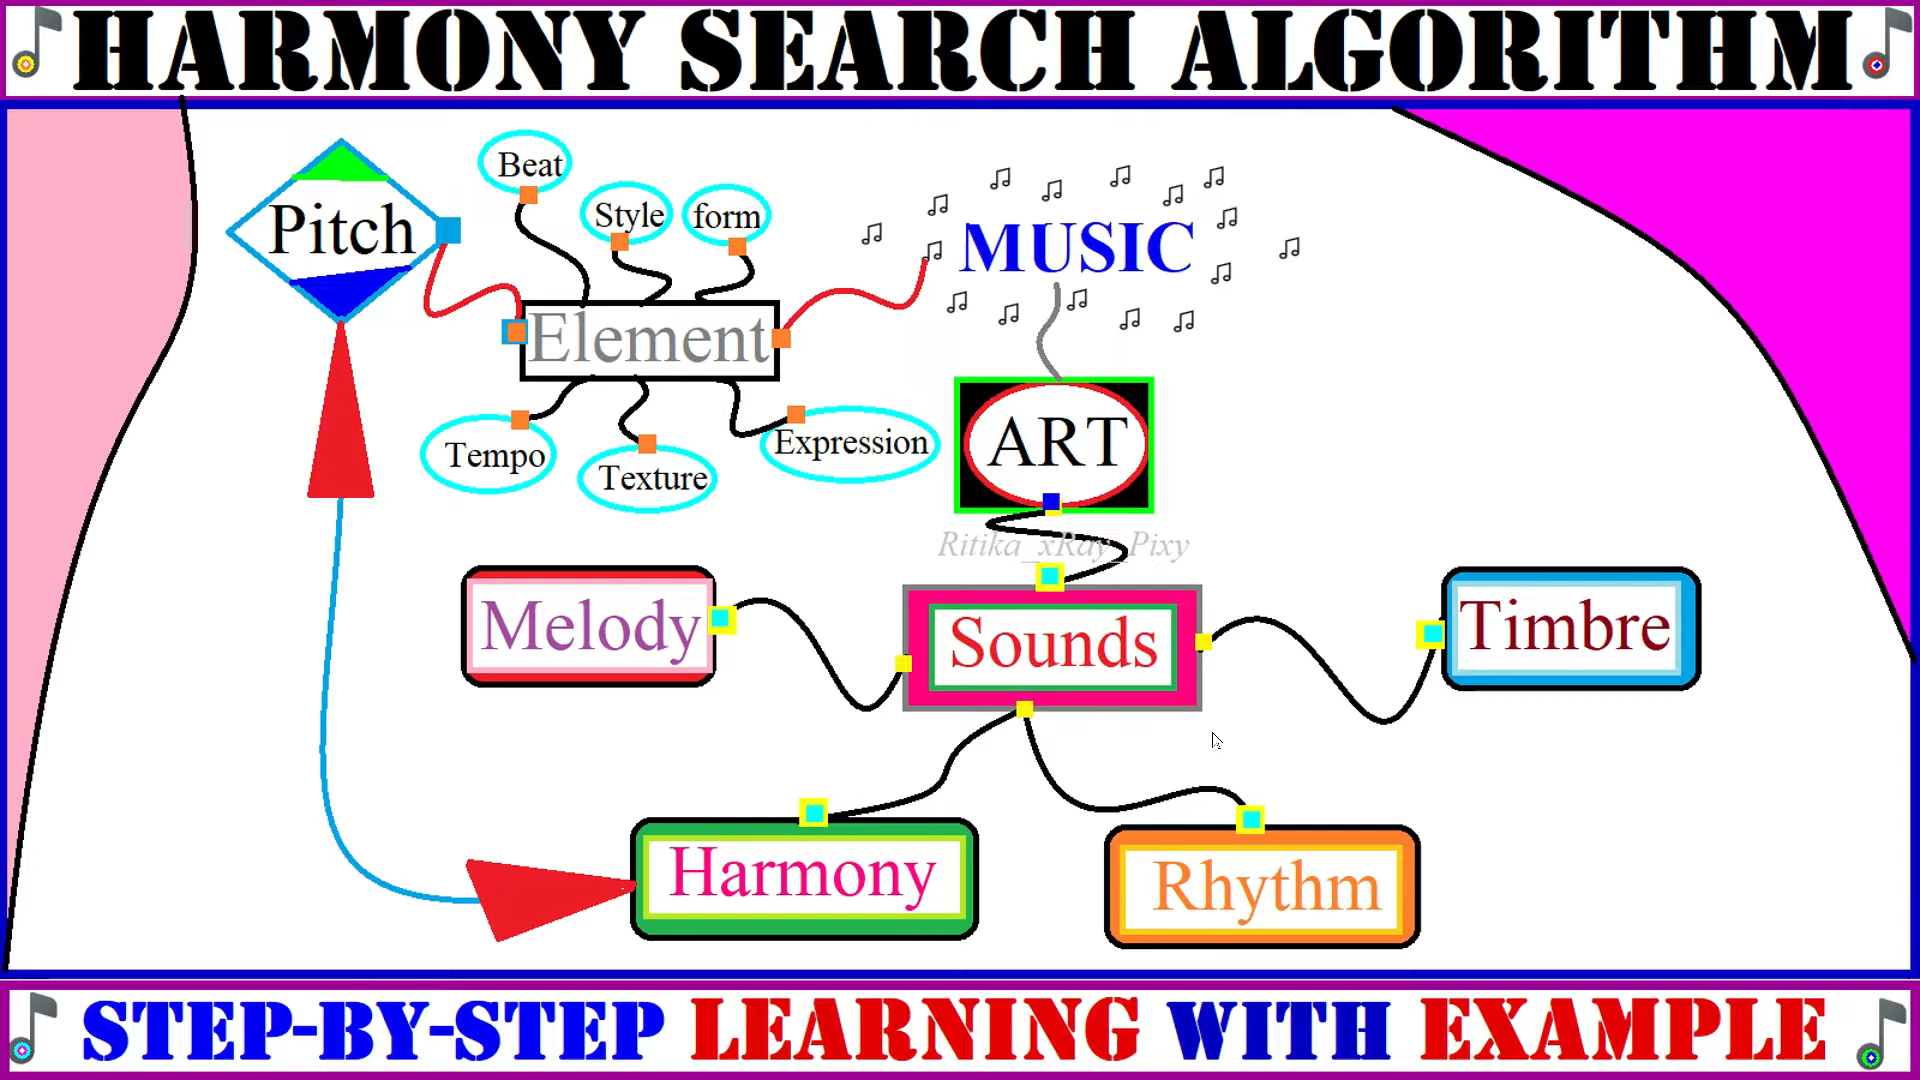 HARMONY SEARCH ALGORITHM
Beat
Style
form
Pitch
MUSIC
Element
ART
Tempo
Texture
Expression
Ritika_xRay_Pixy
Melody
Sounds
Timbre
Harmony
Rhythm
STEP-BY-STEP LEARNING WITH EXAMPLE